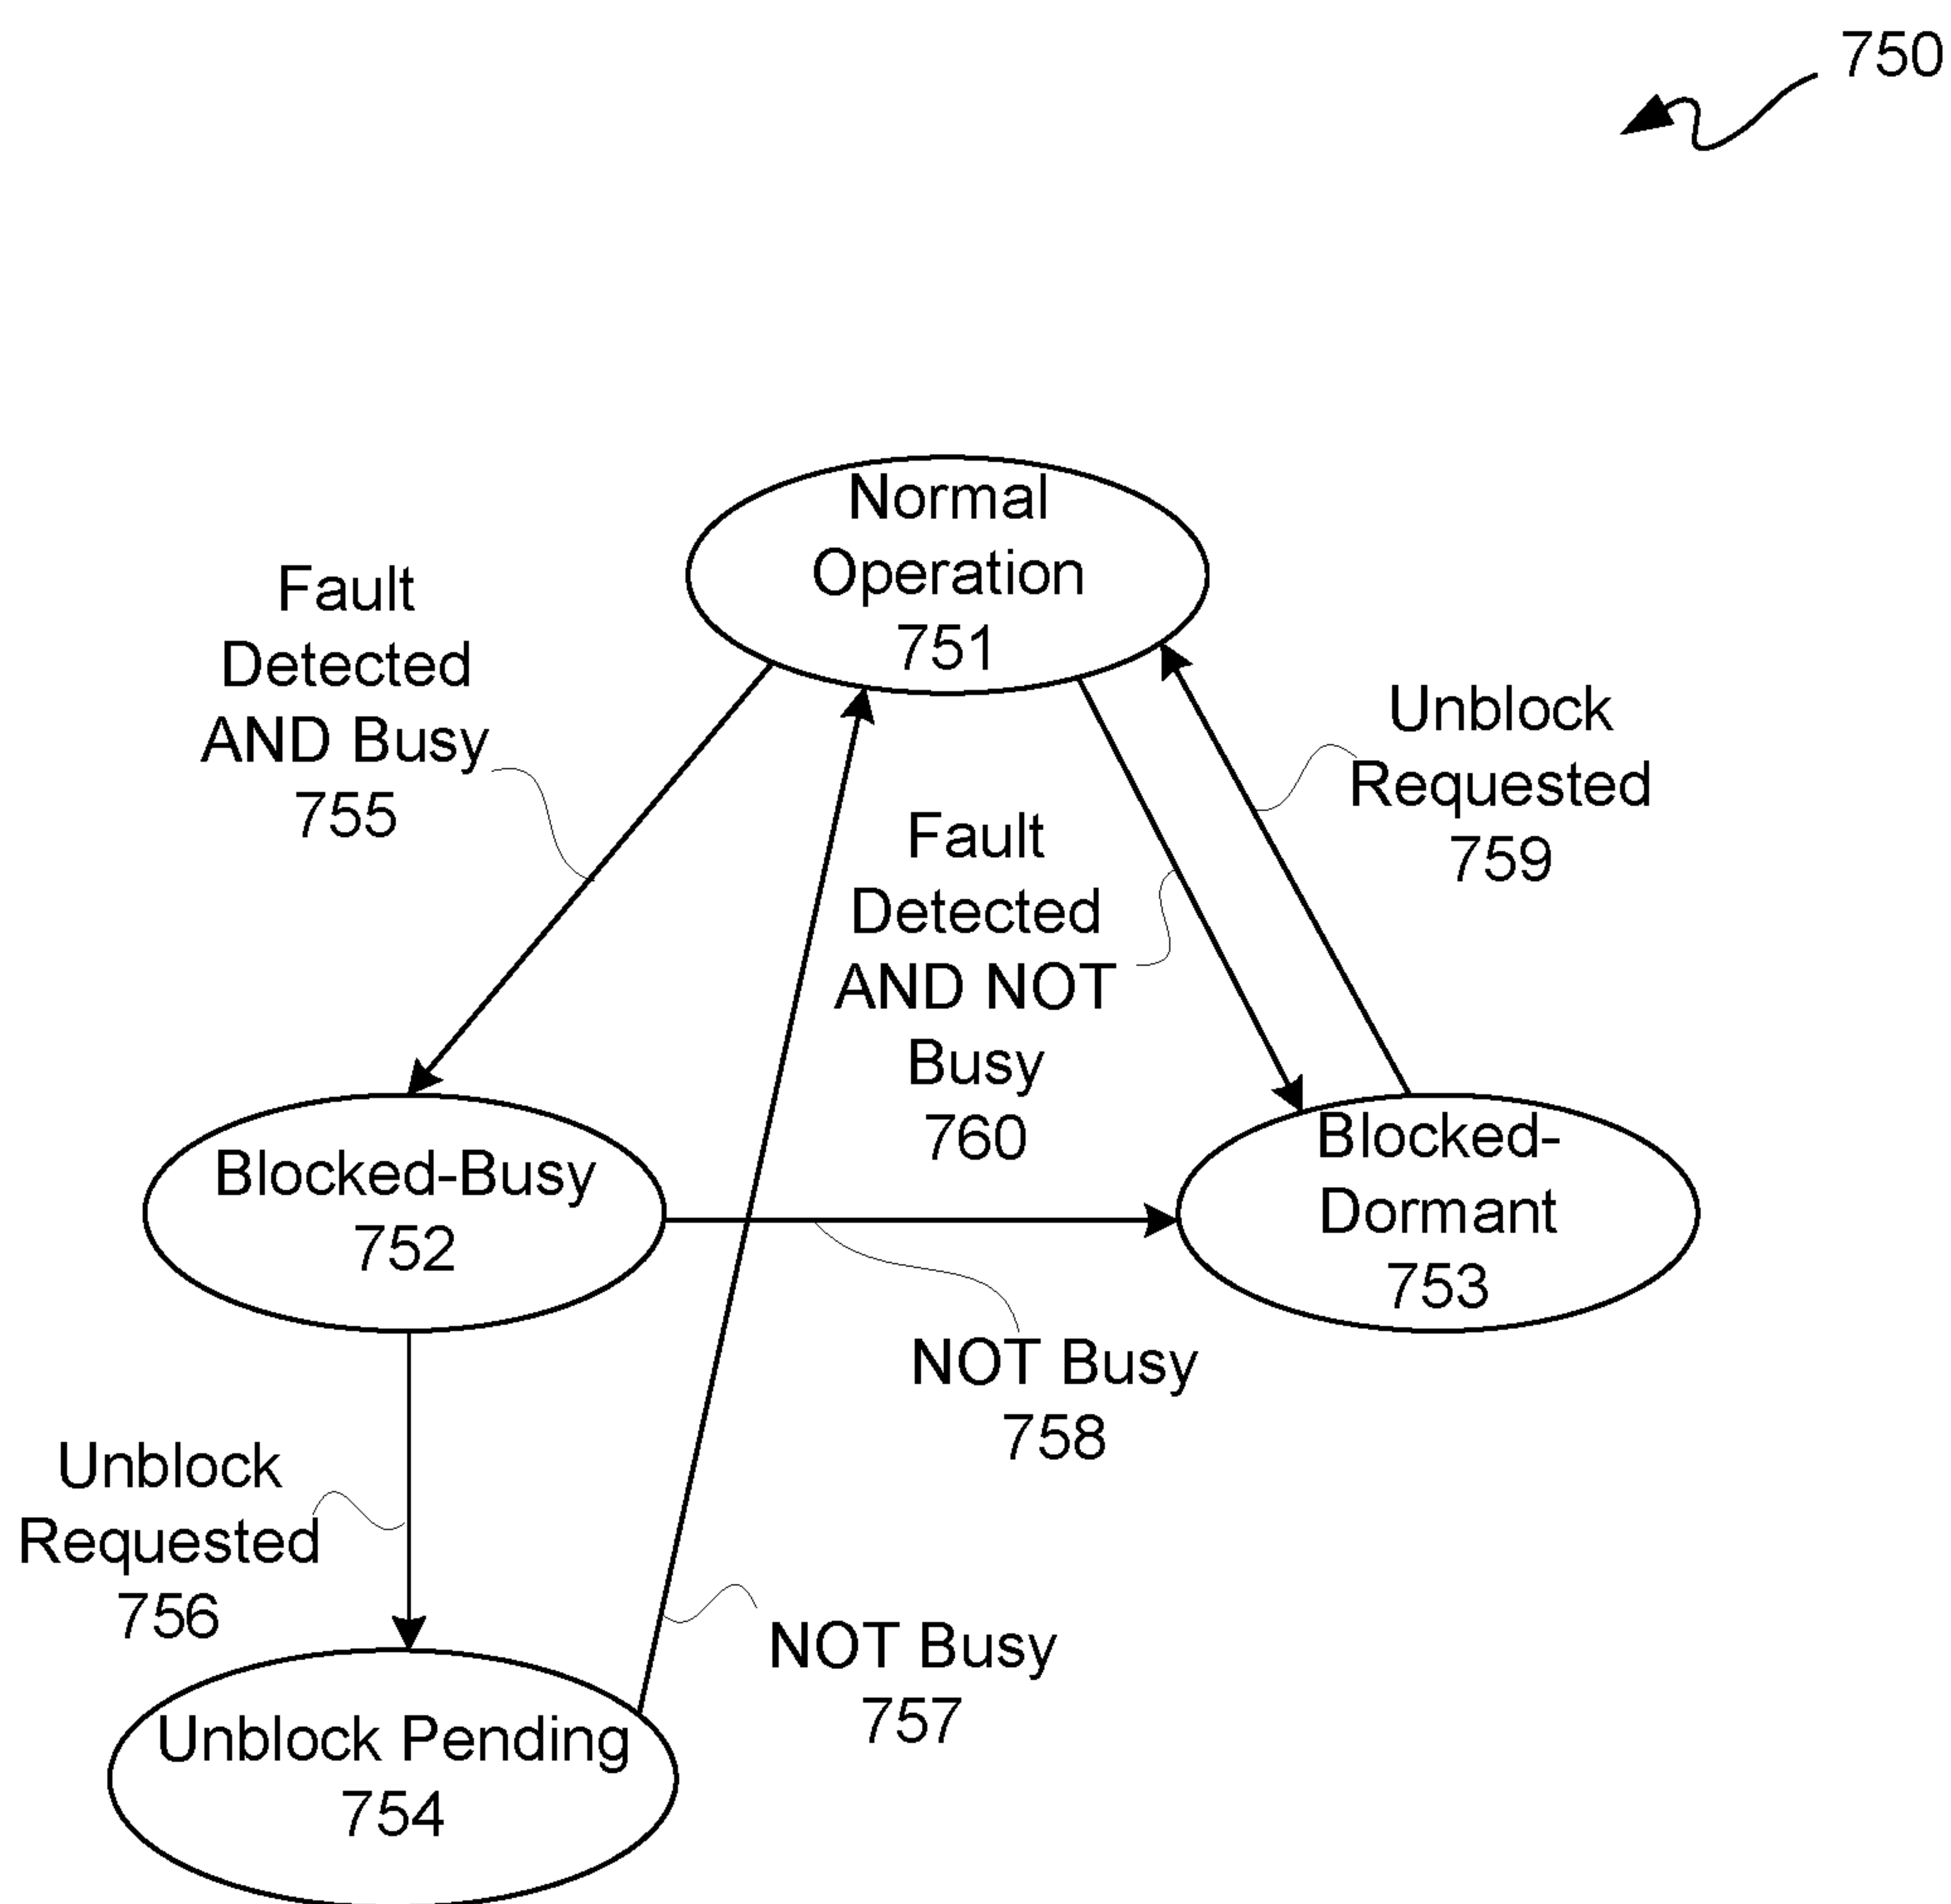 750
Normal
Operation
751
Fault
Detected
AND Busy
755
Unblock
Requested
759
Fault
Detected
AND NOT
Busy
760
Blocked-Busy
752
Blocked-
Dormant
753
NOT Busy
758
Unblock
Requested
756
NOT Busy
757
Unblock Pending
754